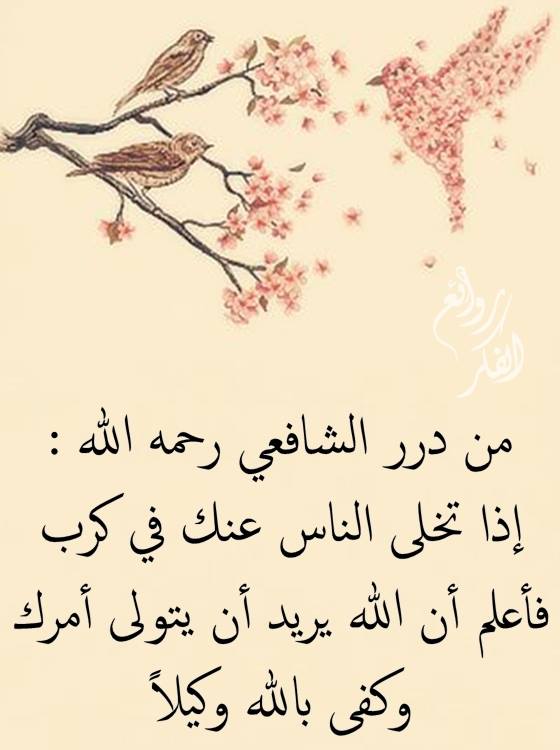 روائع
الفكر
من درر الشافعي رحمه الله :
إذا تخلى الناس عنك في كرب
فأعلم أن الله يريد أن يتولى أمرك
وكفى بالله وكيلاً